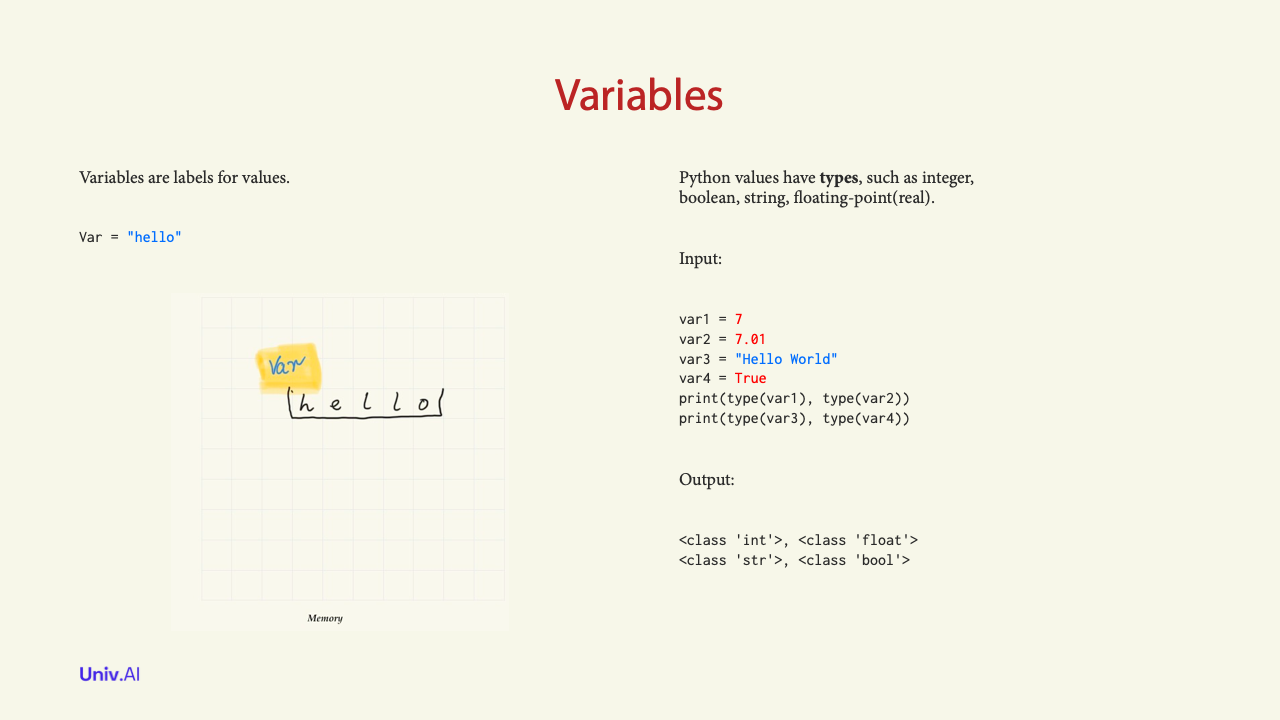 Variables
Variables are labels for values.
Var = "hello"
Var
hello
Memory
Python values have types, such as integer,
boolean, string, floating-point(real).
Input:
var1 = 7
var2 = 7.01
var3 = "Hello World"
var4 = True
print(type(var1), type(var2))
print(type(var3), type(var4))
Output:
<class 'int'>, <class 'float'>
<class 'str'>, <class 'bool'>
Univ.AI